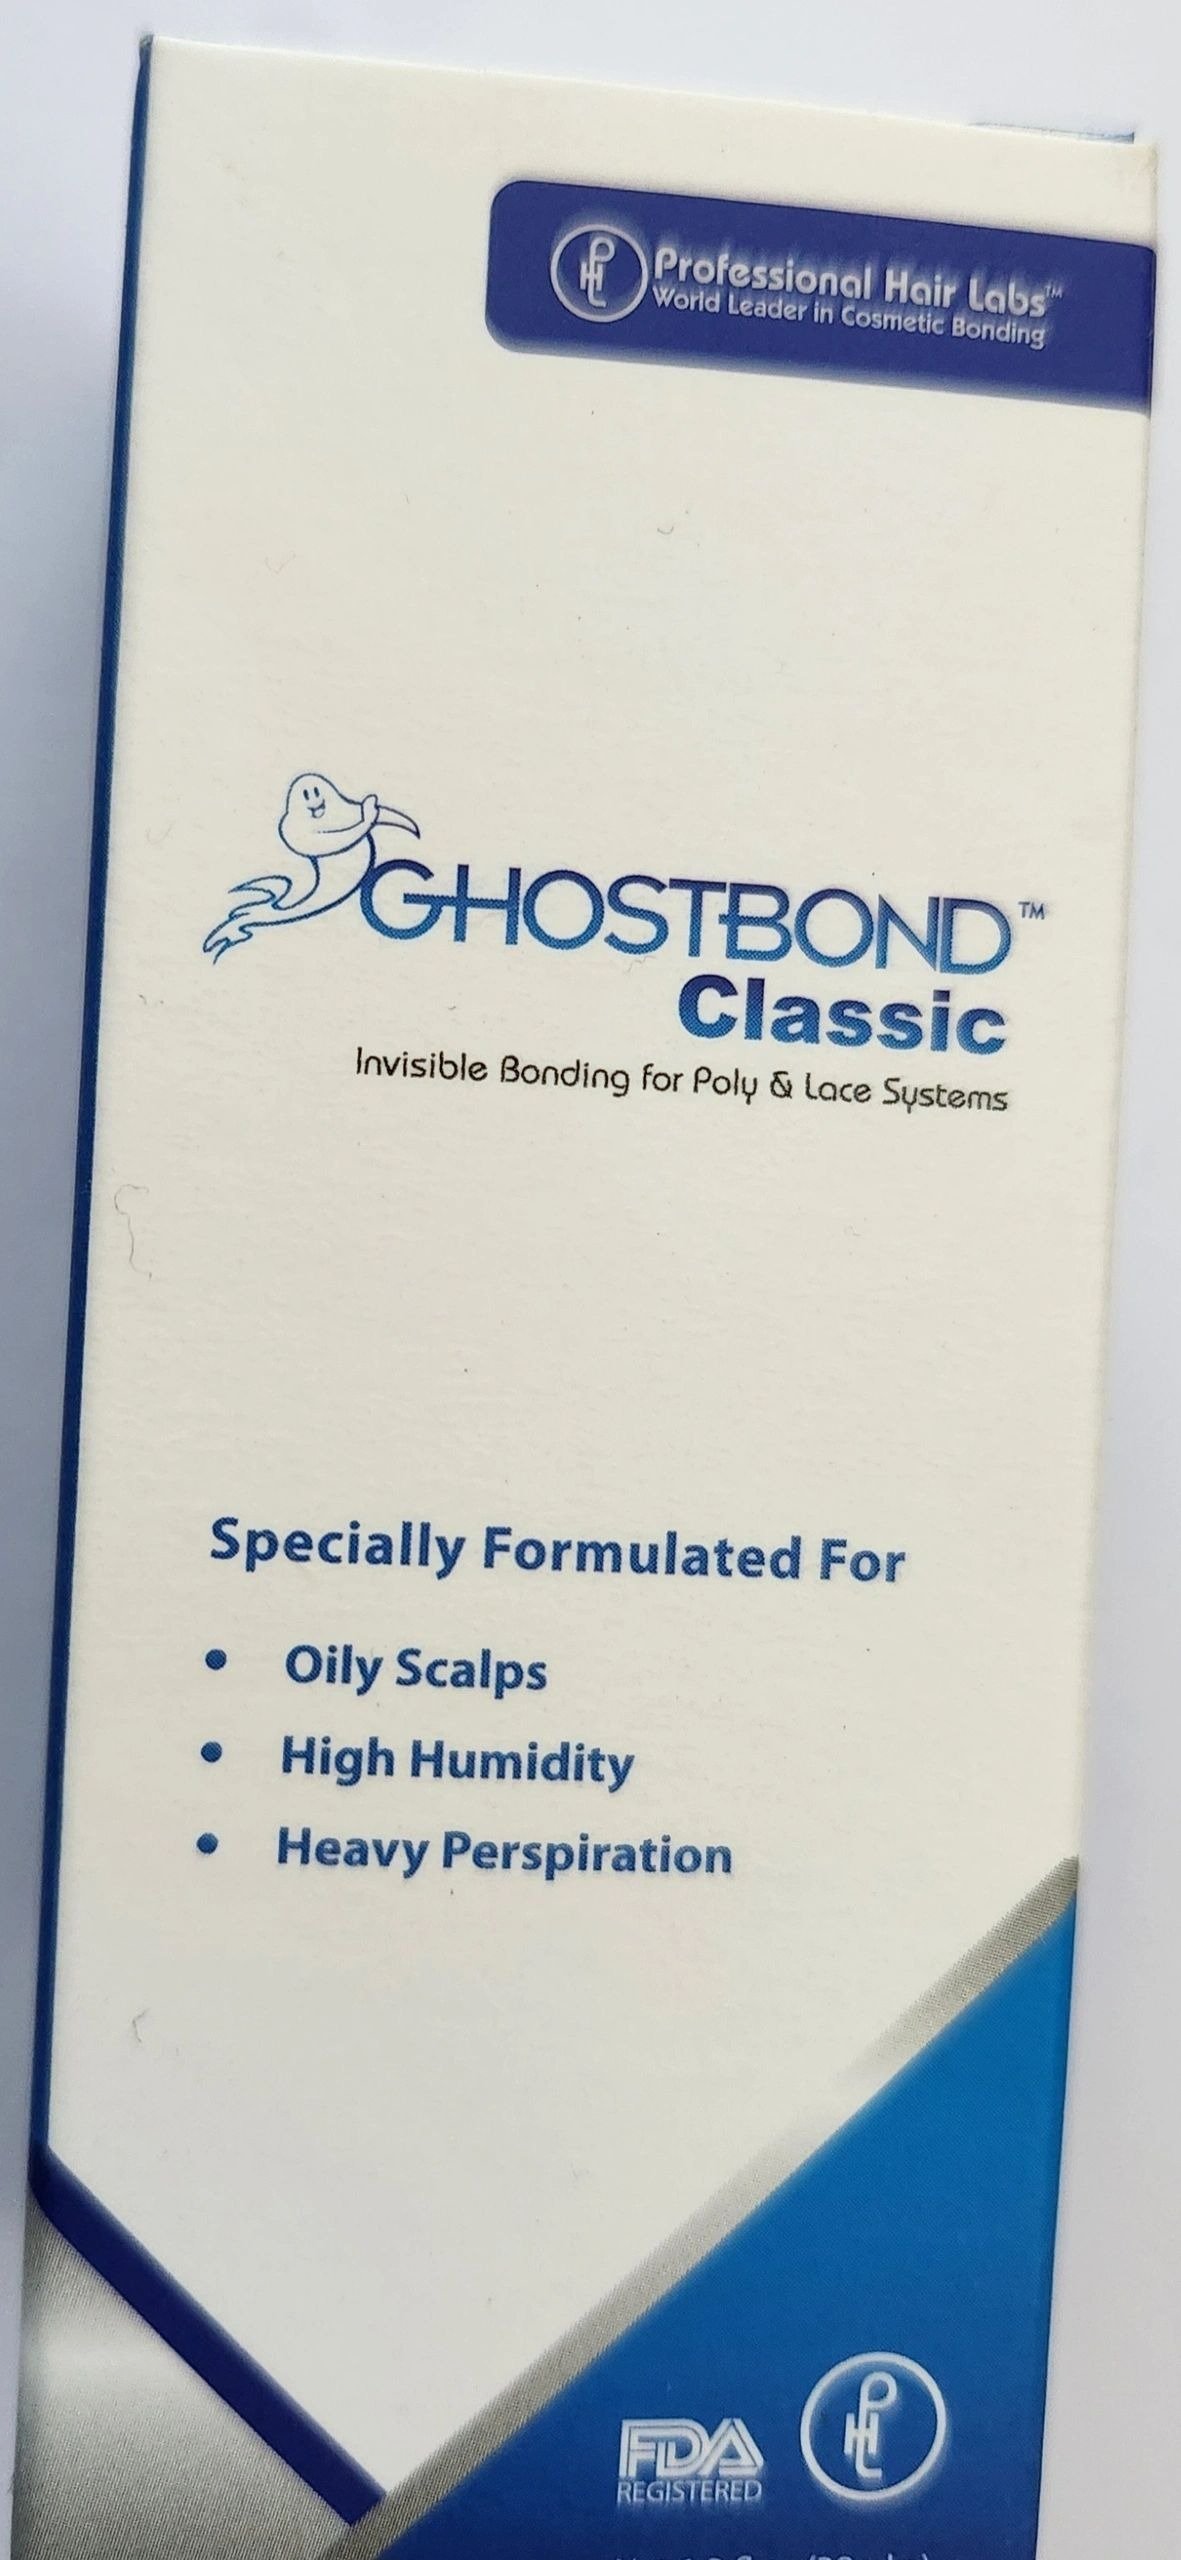 Professional Hair Labs™
World Leader in Cosmetic Bonding
GHOSTBOND™
Classic
Invisible Bonding for Poly & Lace Systems
Specially Formulated For
• Oily Scalps
• High Humidity
• Heavy Perspiration
FDA
REGISTERED